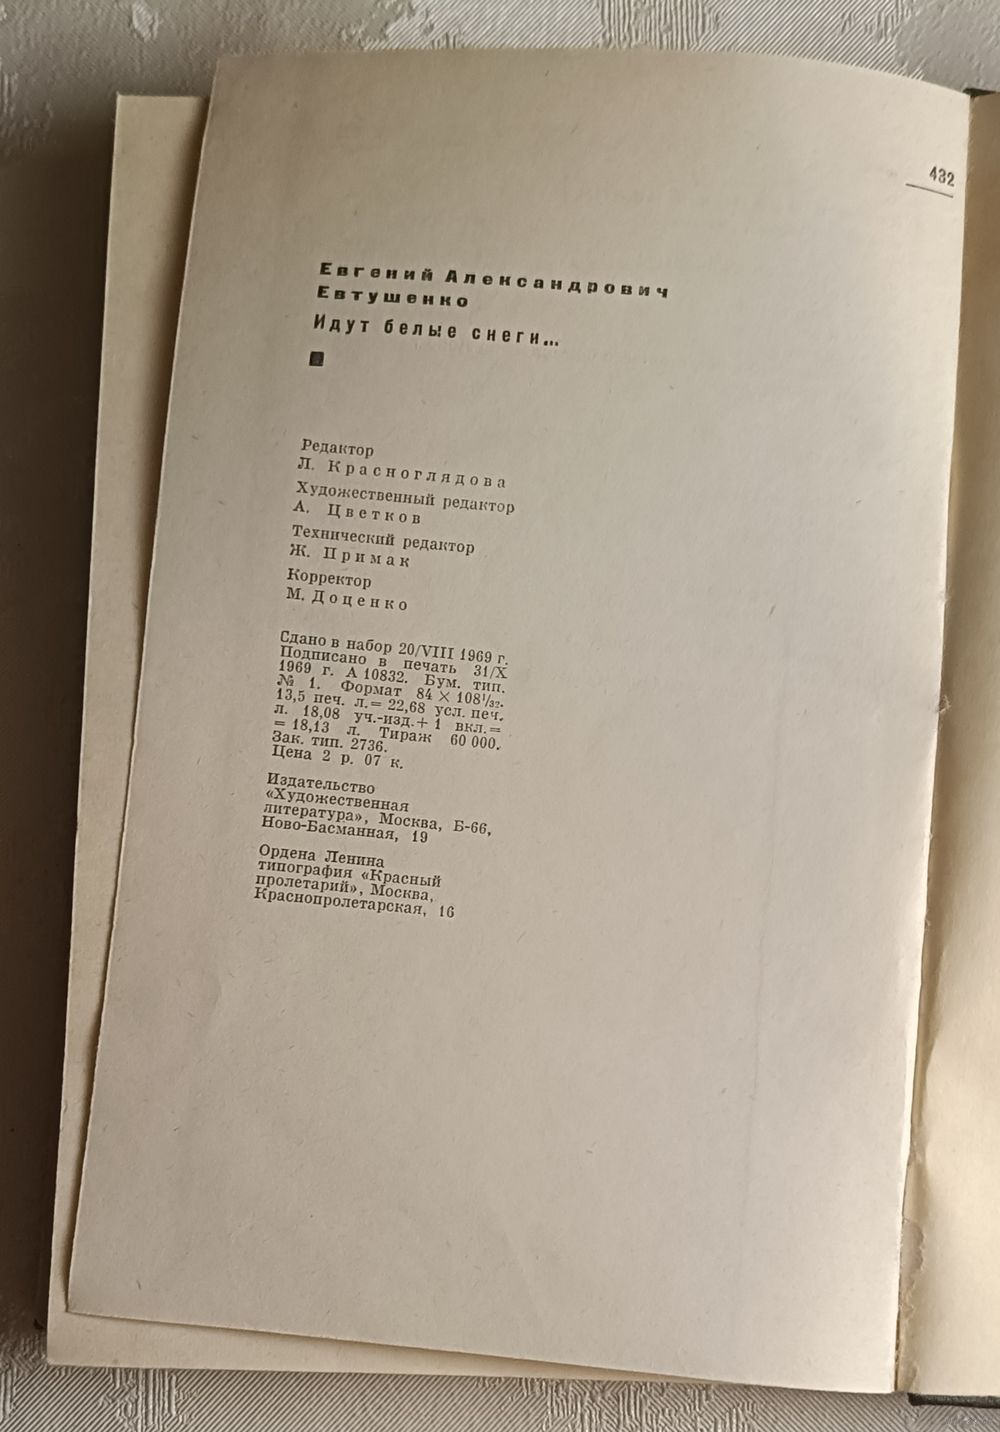 432
Евгений Александрович
Евтушенко
Идут белые снеги...
Редактор
Л. Красноглядова
Художественный редактор
А. Цветков
Технический редактор
Ж. Примак
Корректор
М. Доценко
Сдано в набор 20/VIII 1969 г.
Подписано в печать 31/X
1969 г. А 10832. Бум. тип.
№ 1. Формат 84 × 108¹/₃₂.
13,5 печ. л.= 22,68 усл. печ.
л. 18,08 уч.-изд.+ 1 вкл.=
= 18,13 л. Тираж 60 000.
Зак. тип. 2736.
Цена 2 р. 07 к.
Издательство
«Художественная
литература», Москва, Б-66,
Ново-Басманная, 19
Ордена Ленина
типография «Красный
пролетарий», Москва,
Краснопролетарская, 16